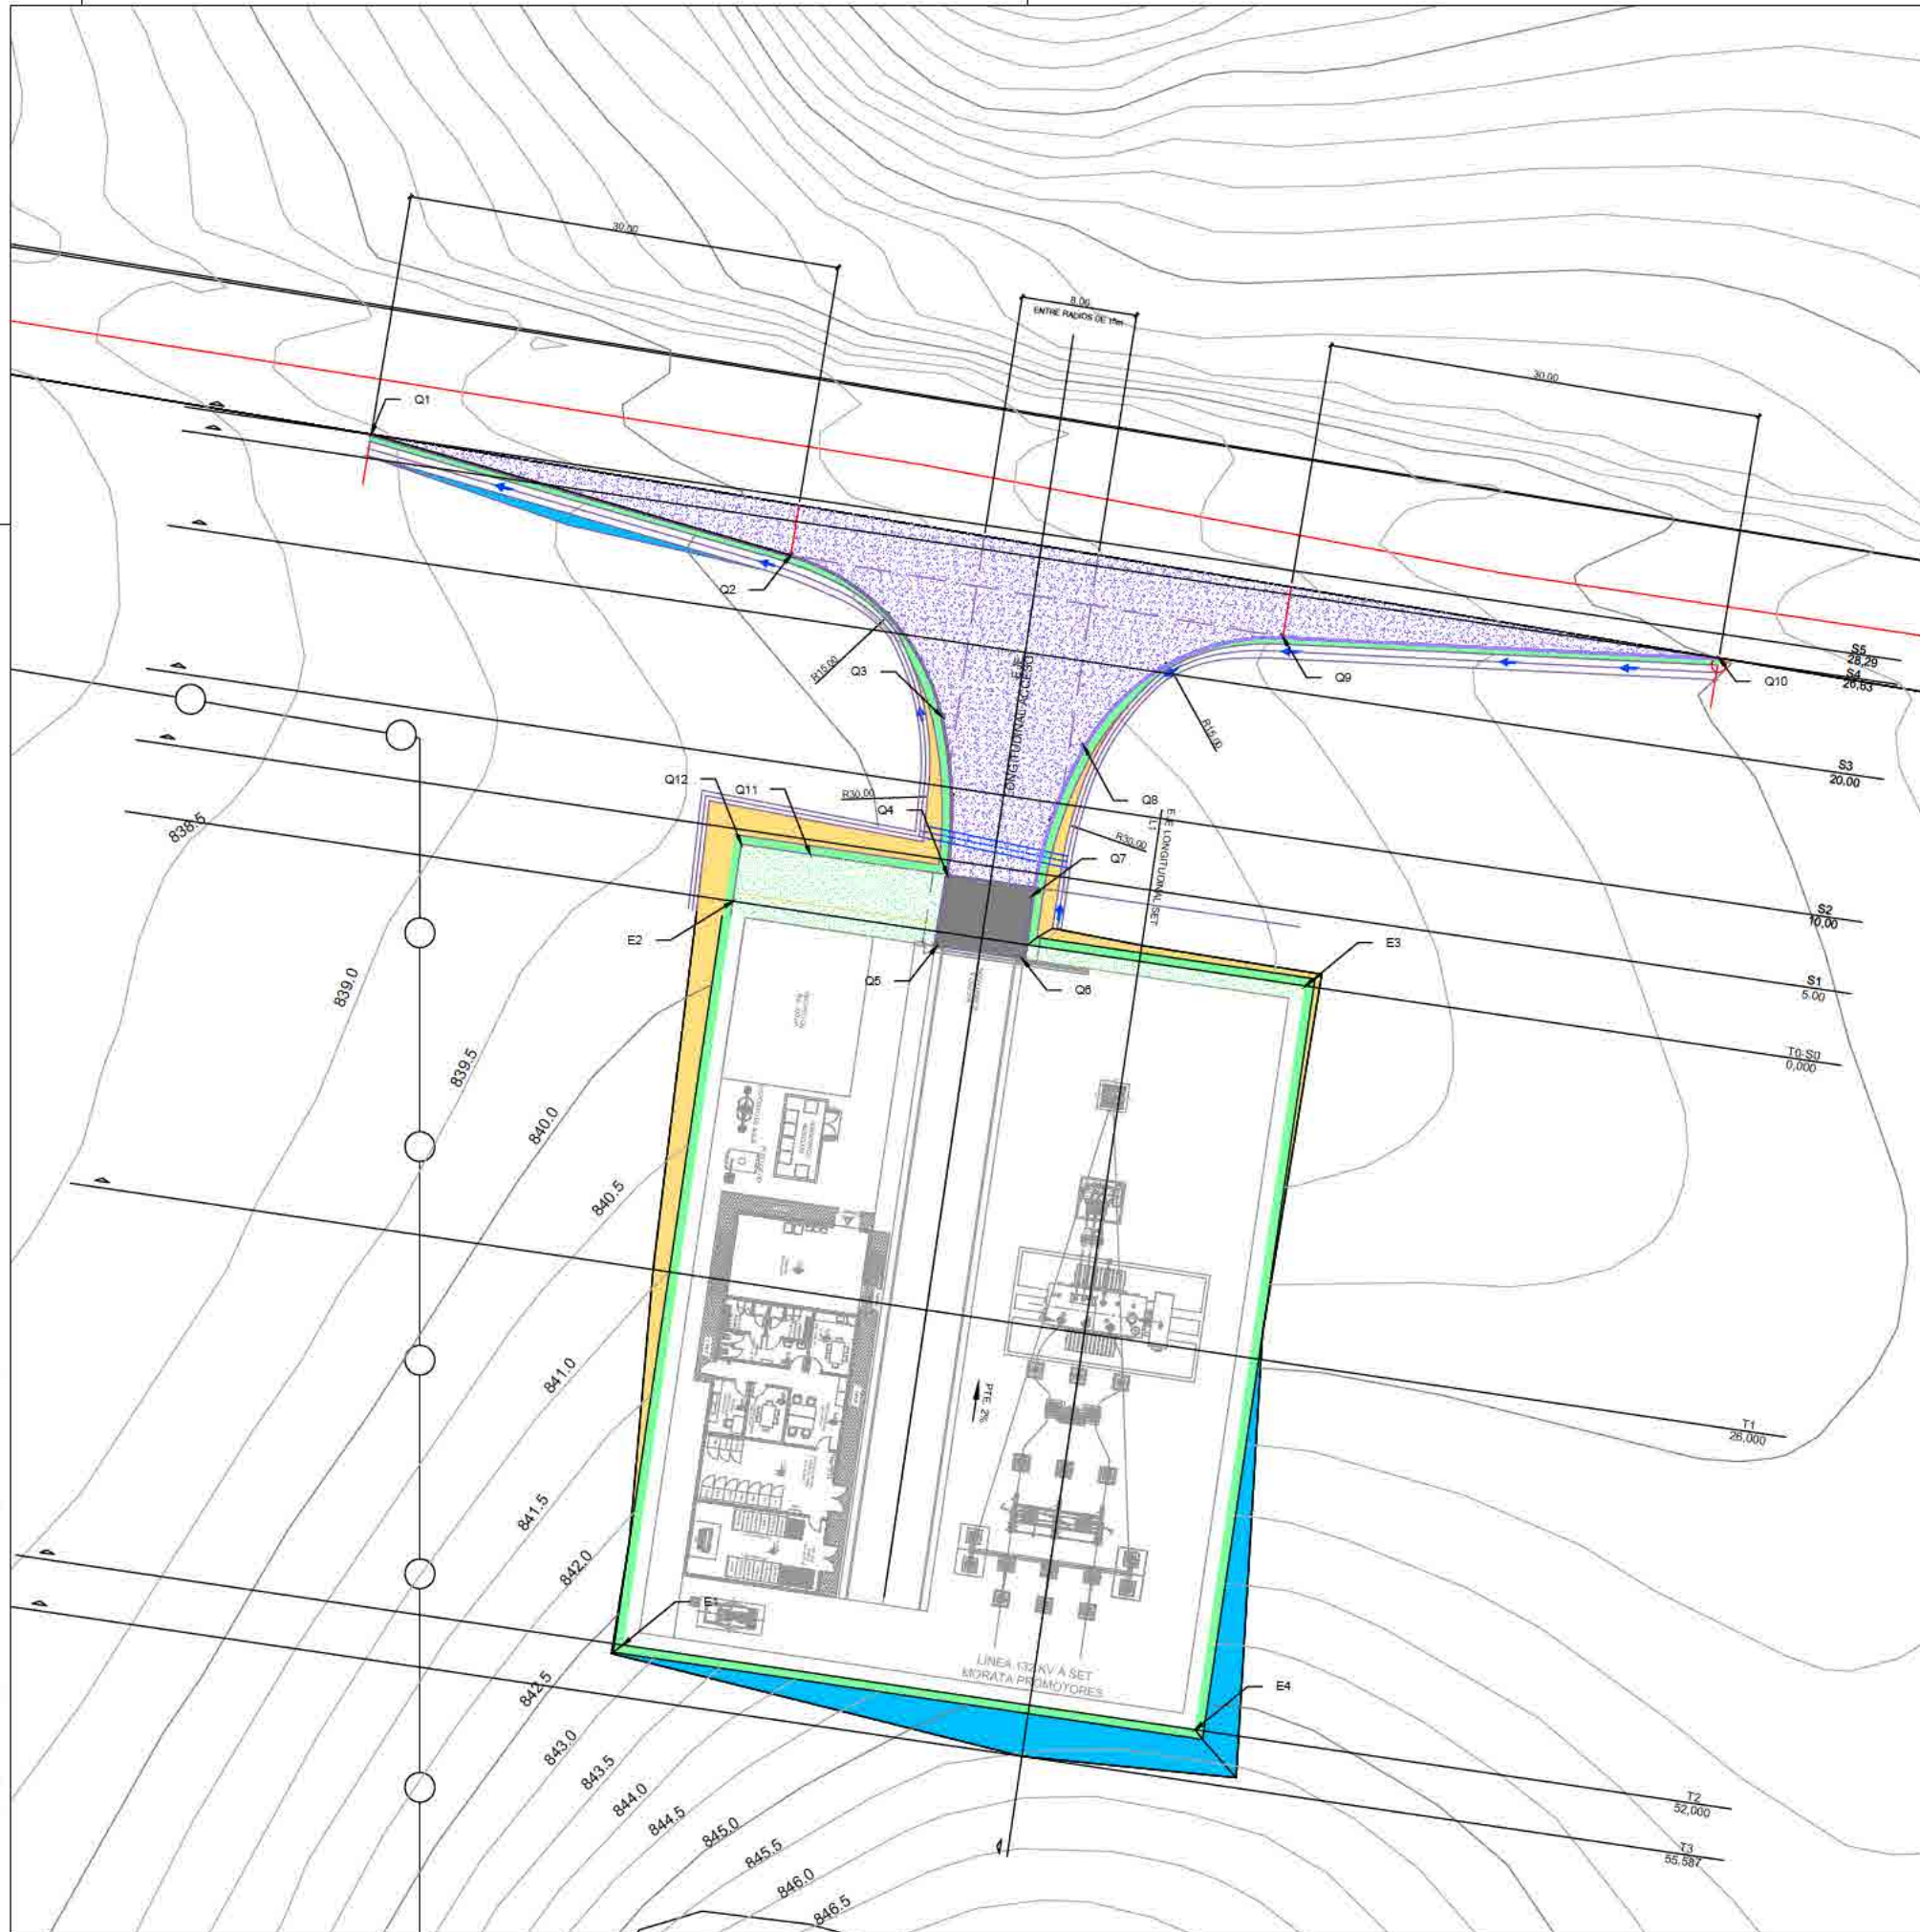 30.00
8.00
ENTRE RADIOS DE 15m
30.00
Q1
Q2
R15.00
Q3
EJE
LONGITUDINAL ACCESO
R15.00
Q9
Q10
S5
28,29
S4
26,63
S3
20,00
Q12
Q11
R30.00
Q4
Q8
R30.00
Q7
EJE LONGITUDINAL SET
L1
S2
10,00
S1
5.00
T0-S0
0,000
E2
Q5
Q6
E3
838.5
839.0
839.5
840.0
840.5
841.0
841.5
842.0
842.5
843.0
843.5
844.0
844.5
845.0
845.5
846.0
846.5
PTE. 2%
T1
26,000
E1
LÍNEA 132 KV A SET
MORATA PROMOTORES
E4
T2
52,000
T3
55,587